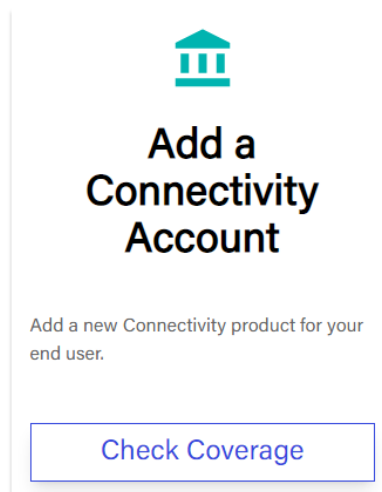 Add a
Connectivity
Account
Add a new Connectivity product for your
end user.
Check Coverage